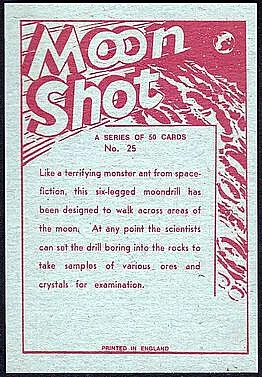 Moon
Shot
A SERIES OF 50 CARDS
No. 25
Like a terrifying monster ant from space-
fiction, this six-legged moondrill has
been designed to walk across areas of
the moon. At any point the scientists
can set the drill boring into the rocks to
take samples of various ores and
crystals for examination.
PRINTED IN ENGLAND